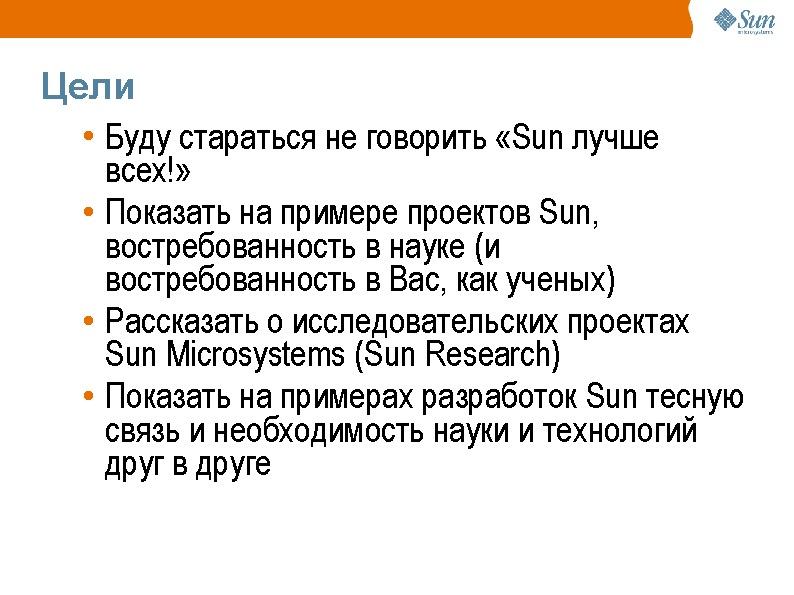 Sun
microsystems
Цели
• Буду стараться не говорить «Sun лучше
всех!»
• Показать на примере проектов Sun,
востребованность в науке (и
востребованность в Вас, как ученых)
• Рассказать о исследовательских проектах
Sun Microsystems (Sun Research)
• Показать на примерах разработок Sun тесную
связь и необходимость науки и технологий
друг в друге